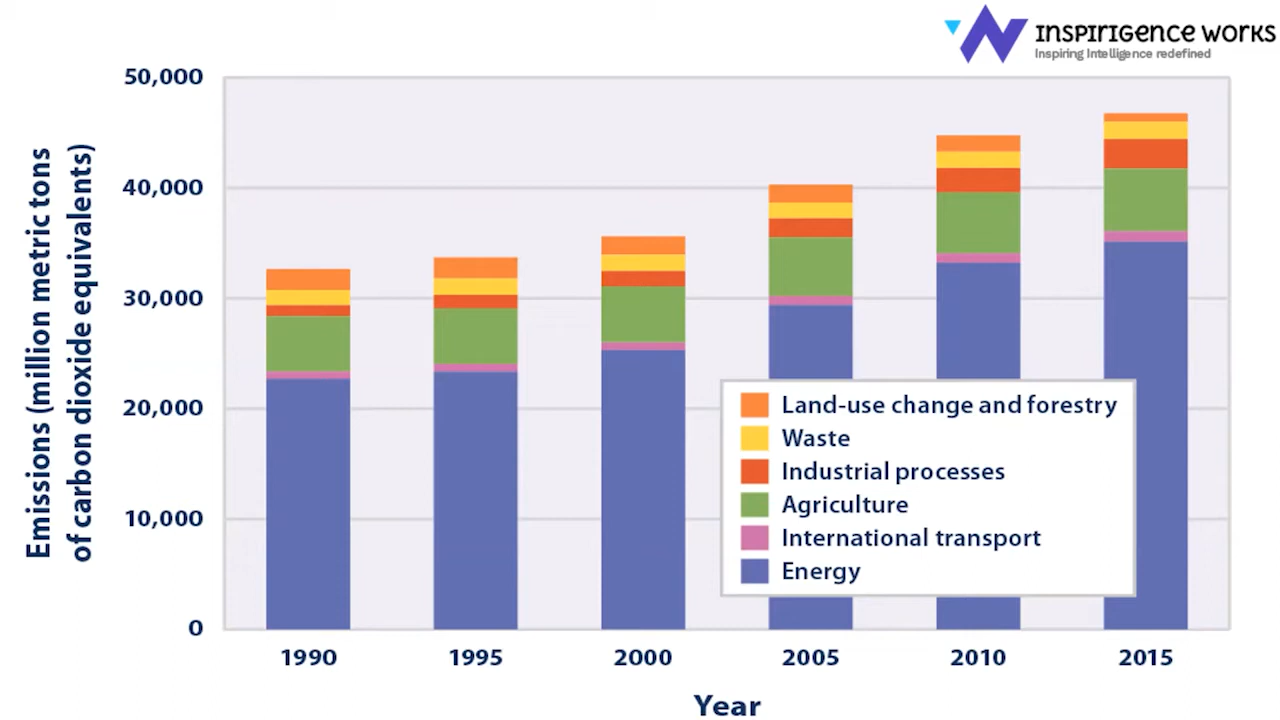 INSPIRIGENCE WORKS
Inspiring Intelligence redefined
Emissions (million metric tons
of carbon dioxide equivalents)
50,000
40,000
30,000
20,000
10,000
0
Land-use change and forestry
Waste
Industrial processes
Agriculture
International transport
Energy
1990 1995 2000 2005 2010 2015
Year